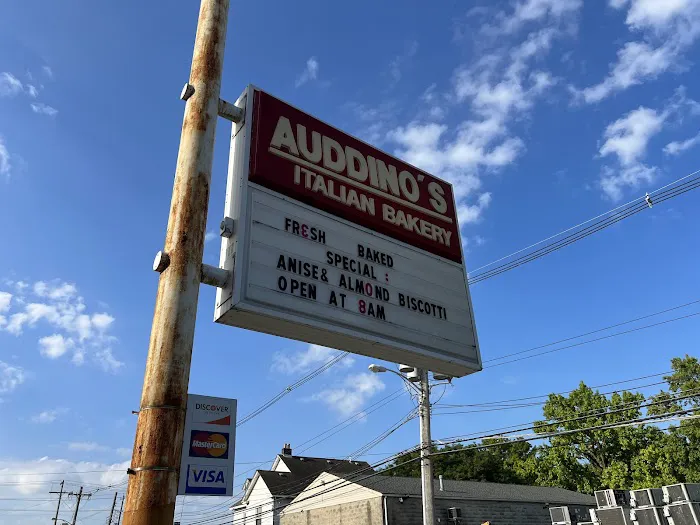 AUDDINO'S
ITALIAN BAKERY
FRESH BAKED
SPECIAL :
ANISE & ALMOND BISCOTTI
OPEN AT 8AM
DISCOVER
MasterCard
VISA